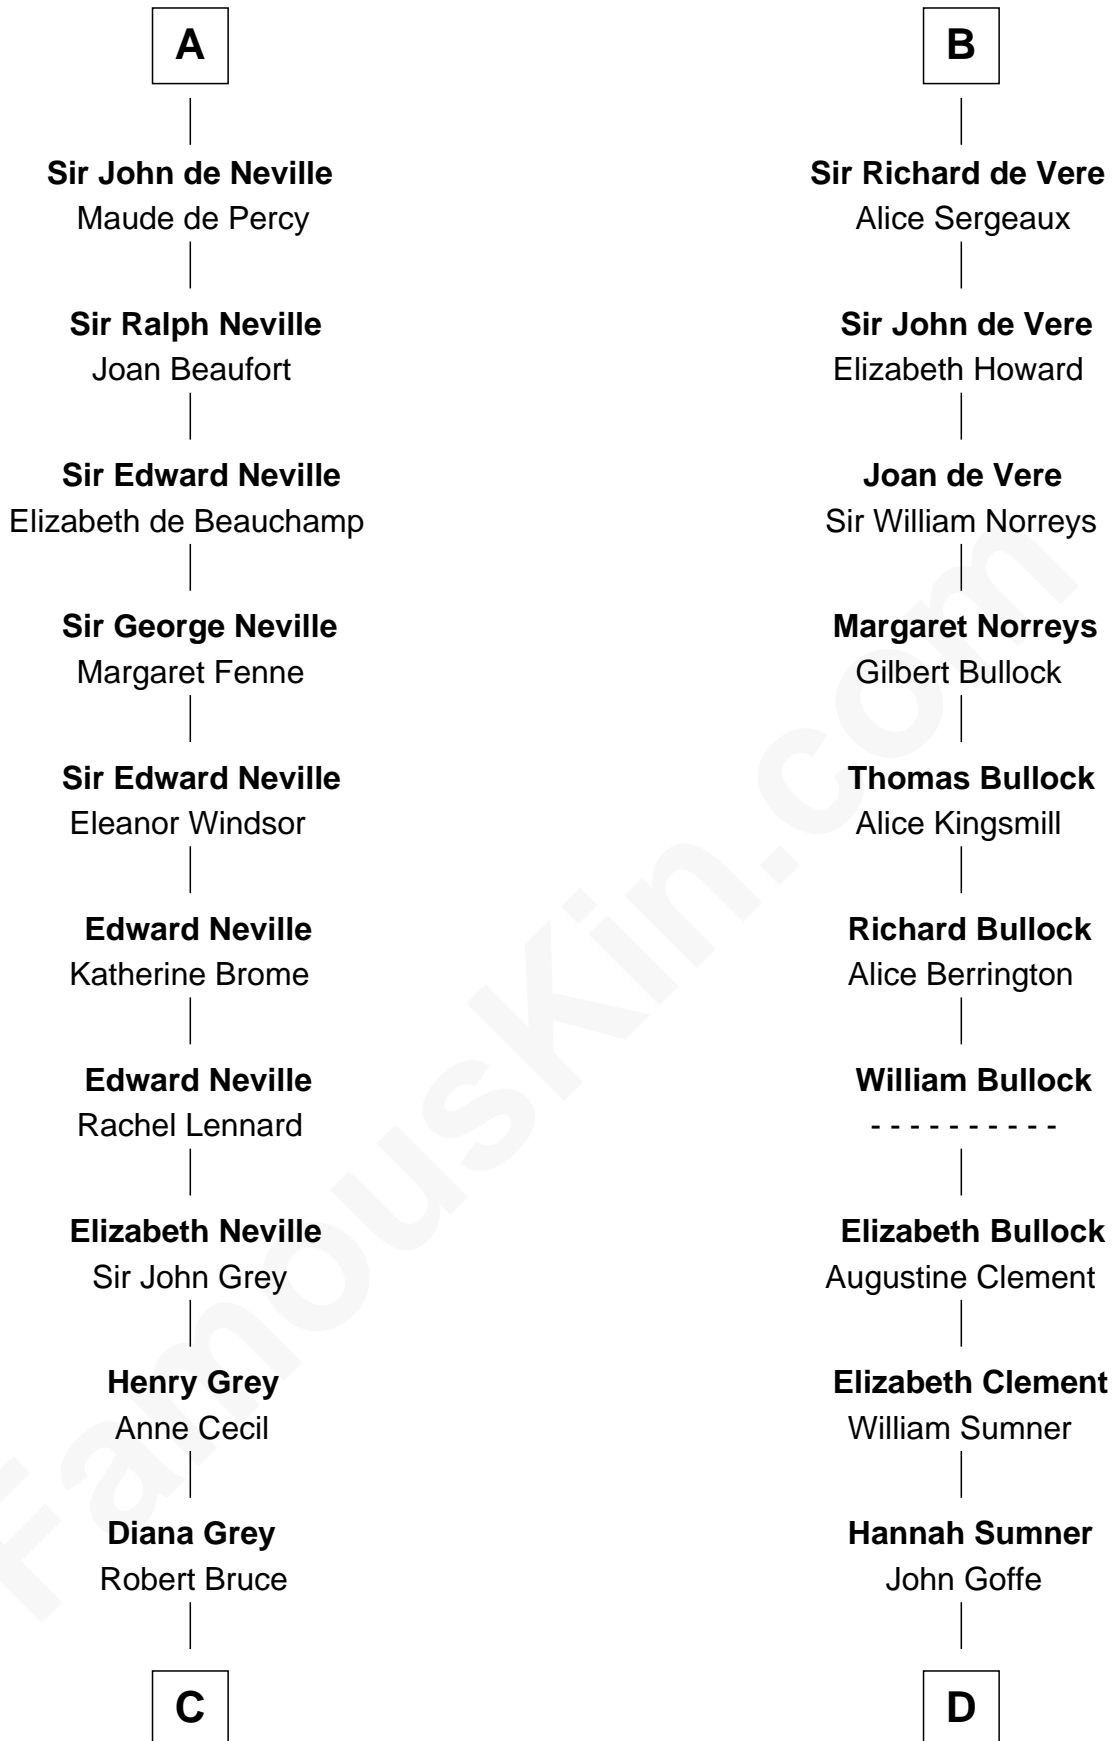 A
Sir John de Neville
Maude de Percy
Sir Ralph Neville
Joan Beaufort
Sir Edward Neville
Elizabeth de Beauchamp
Sir George Neville
Margaret Fenne
Sir Edward Neville
Eleanor Windsor
Edward Neville
Katherine Brome
Edward Neville
Rachel Lennard
Elizabeth Neville
Sir John Grey
Henry Grey
Anne Cecil
Diana Grey
Robert Bruce
C
B
Sir Richard de Vere
Alice Sergeaux
Sir John de Vere
Elizabeth Howard
Joan de Vere
Sir William Norreys
Margaret Norreys
Gilbert Bullock
Thomas Bullock
Alice Kingsmill
Richard Bullock
Alice Berrington
William Bullock
- - - - - - - - - -
Elizabeth Bullock
Augustine Clement
Elizabeth Clement
William Sumner
Hannah Sumner
John Goffe
D
FamousKin.com